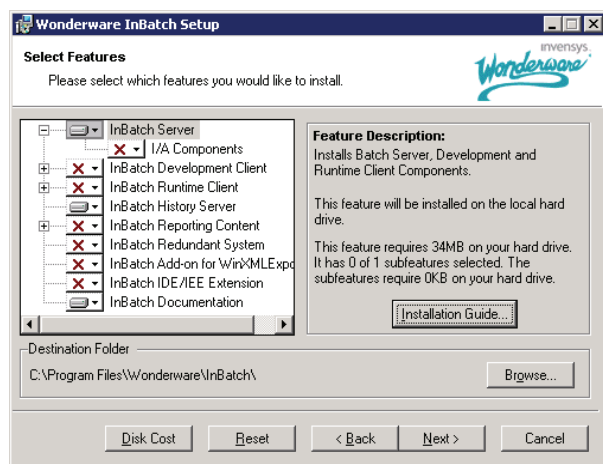 Wonderware InBatch Setup
Select Features
Please select which features you would like to install.
invensys
Wonderware
InBatch Server
I/A Components
InBatch Development Client
InBatch Runtime Client
InBatch History Server
InBatch Reporting Content
InBatch Redundant System
InBatch Add-on for WinXMLExpo
InBatch IDE/IEE Extension
InBatch Documentation
Feature Description:
Installs Batch Server, Development and
Runtime Client Components.
This feature will be installed on the local hard
drive.
This feature requires 34MB on your hard drive.
It has 0 of 1 subfeatures selected. The
subfeatures require 0KB on your hard drive.
Installation Guide...
Destination Folder
C:\Program Files\Wonderware\InBatch\
Browse...
Disk Cost
Reset
< Back
Next >
Cancel